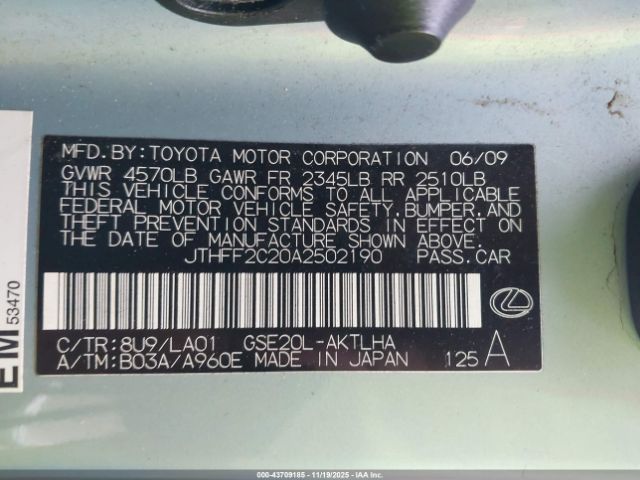 MFD. BY: TOYOTA MOTOR CORPORATION 06/09
GVWR 4570LB GAWR FR 2345LB RR 2510LB
THIS VEHICLE CONFORMS TO ALL APPLICABLE
FEDERAL MOTOR VEHICLE SAFETY, BUMPER, AND
THEFT PREVENTION STANDARDS IN EFFECT ON
THE DATE OF MANUFACTURE SHOWN ABOVE.
JTHFF2C20A2502190 PASS. CAR
C/TR: 8U9/LA01 GSE20L-AKTLHA
A/TM: B03A/A960E MADE IN JAPAN 125 A
EM 53470
000-43709185 - 11/19/2025 - IAAI, Inc. ©Copyright